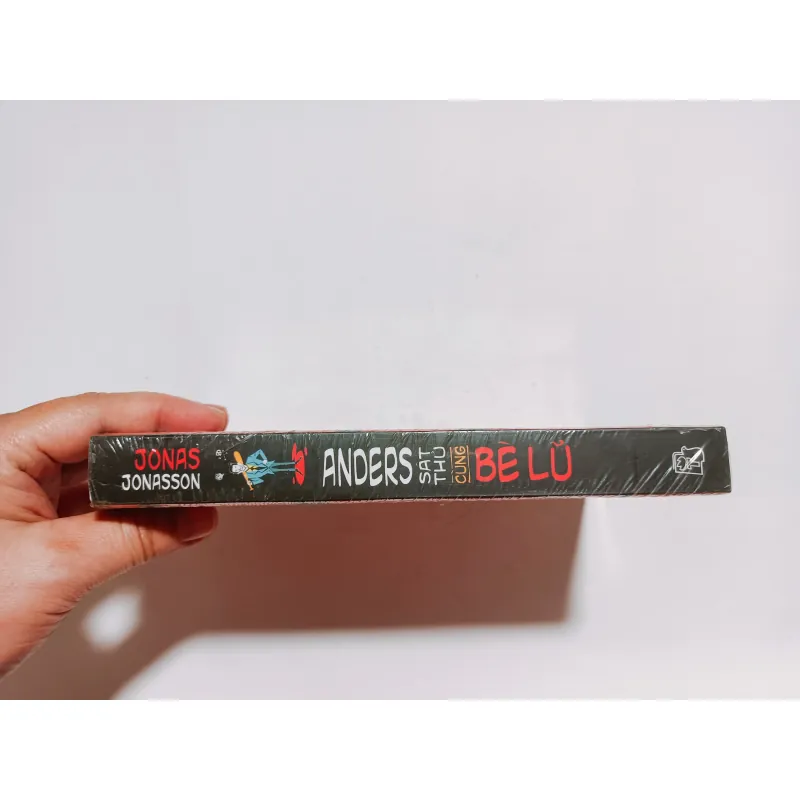 JONAS
JONASSON
ANDERS
SÁT
THỦ
CÙNG
BÈ LŨ